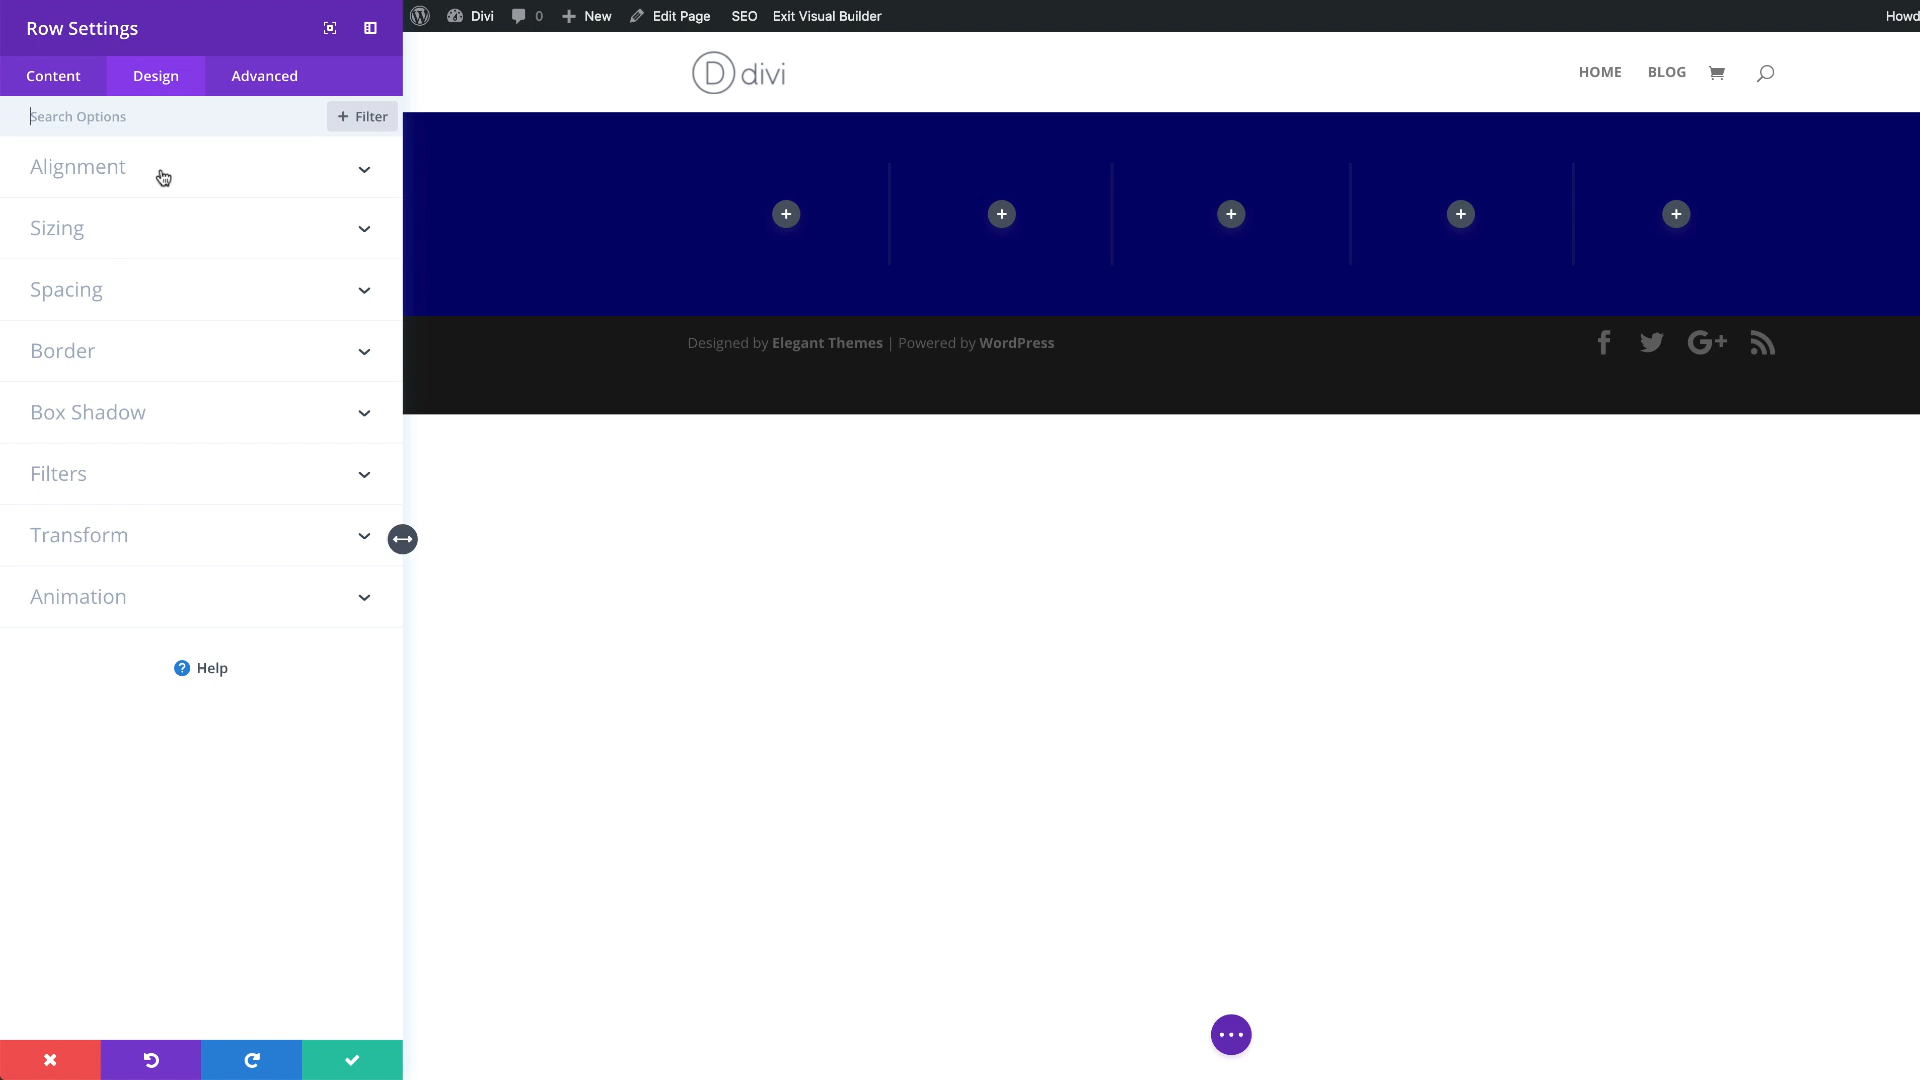 Row Settings
Content Design Advanced
Search Options
+ Filter
Alignment
Sizing
Spacing
Border
Box Shadow
Filters
Transform
Animation
? Help
Divi 0 + New Edit Page SEO Exit Visual Builder Howd
D divi
HOME BLOG
Designed by Elegant Themes | Powered by WordPress